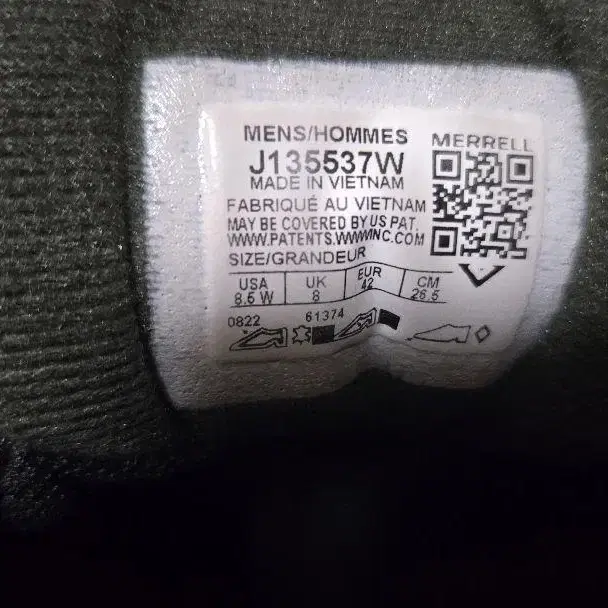 MENS/HOMMES
MERRELL
J135537W
MADE IN VIETNAM
FABRIQUÉ AU VIETNAM
MAY BE COVERED BY US PAT.
WWW.PATENTS.WWWINC.COM
SIZE/GRANDEUR
USA UK EUR CM
8.5 W 8 42 26.5
0822 61374